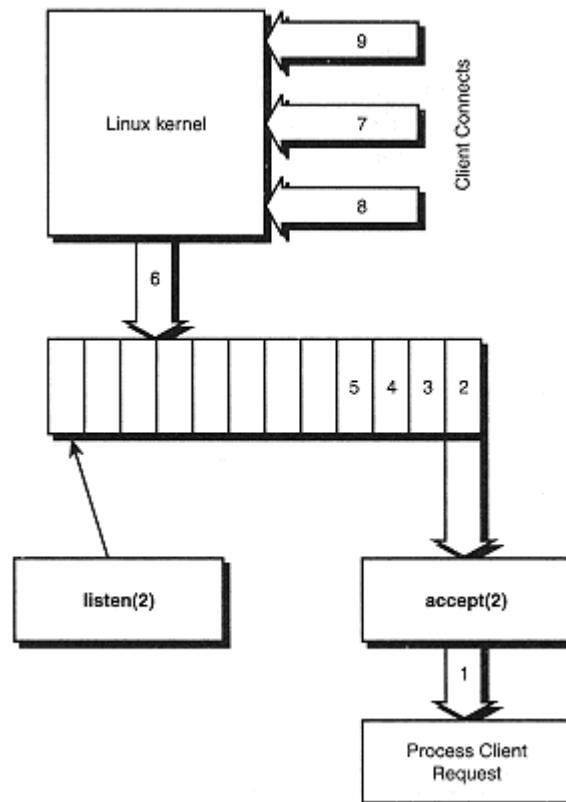 9
Linux kernel
7
Client Connects
8
6
5 4 3 2
listen(2)
accept(2)
1
Process Client
Request